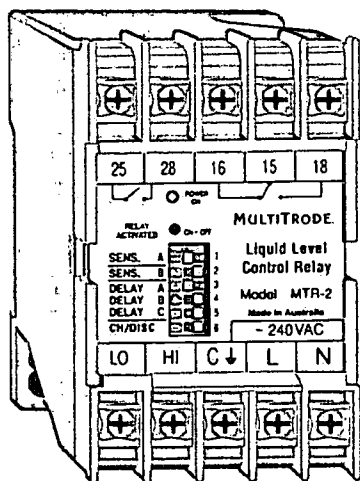 25 28 16 15 18
POWER ON
MULTITRODE
RELAY ACTIVATED
ON - OFF
Liquid Level
Control Relay
Model MTR-2
Made in Australia
~ 240VAC
SENS. A 1
SENS. B 2
DELAY A 3
DELAY B 4
DELAY C 5
CH/DISC 6
LO HI C L N